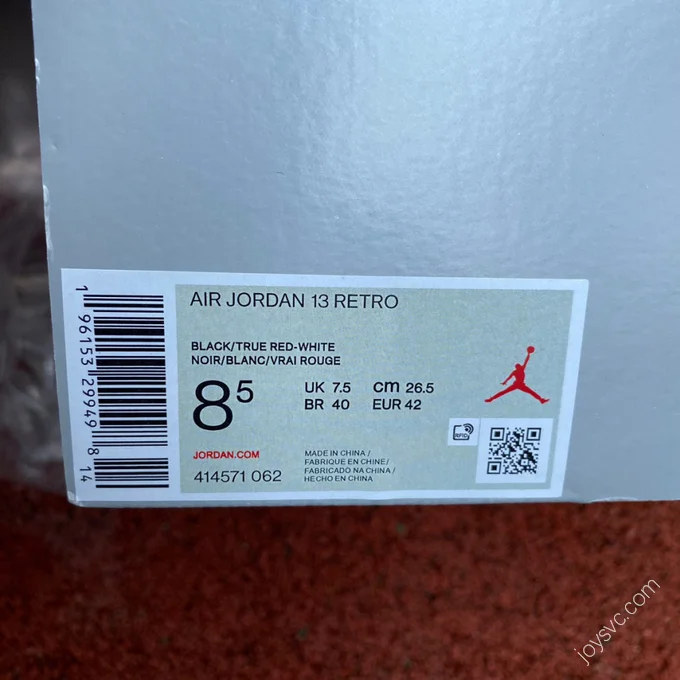 AIR JORDAN 13 RETRO
BLACK/TRUE RED-WHITE
NOIR/BLANC/VRAI ROUGE
8⁵
UK 7.5 cm 26.5
BR 40 EUR 42
JORDAN.COM
414571 062
MADE IN CHINA /
FABRIQUE EN CHINE/
FABRICADO NA CHINA /
HECHO EN CHINA
RFID
1 96153 29949 8 14
joysvc.com